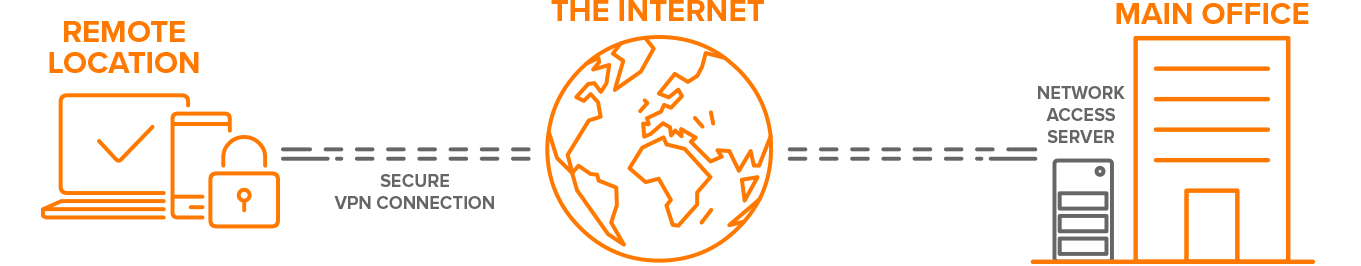 REMOTE
LOCATION
SECURE
VPN CONNECTION
THE INTERNET
NETWORK
ACCESS
SERVER
MAIN OFFICE